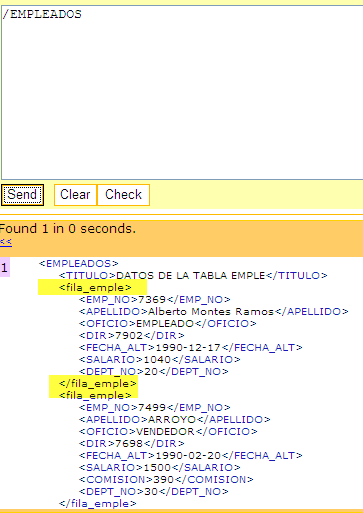 /EMPLEADOS
Send Clear Check
Found 1 in 0 seconds.
<<
1 <EMPLEADOS>
<TITULO>DATOS DE LA TABLA EMPLE</TITULO>
<fila_emple>
<EMP_NO>7369</EMP_NO>
<APELLIDO>Alberto Montes Ramos</APELLIDO>
<OFICIO>EMPLEADO</OFICIO>
<DIR>7902</DIR>
<FECHA_ALT>1990-12-17</FECHA_ALT>
<SALARIO>1040</SALARIO>
<DEPT_NO>20</DEPT_NO>
</fila_emple>
<fila_emple>
<EMP_NO>7499</EMP_NO>
<APELLIDO>ARROYO</APELLIDO>
<OFICIO>VENDEDOR</OFICIO>
<DIR>7698</DIR>
<FECHA_ALT>1990-02-20</FECHA_ALT>
<SALARIO>1500</SALARIO>
<COMISION>390</COMISION>
<DEPT_NO>30</DEPT_NO>
</fila_emple>